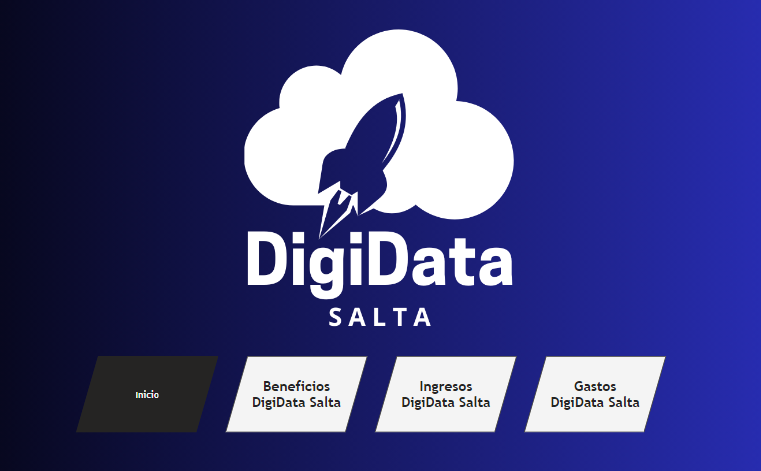 DigiData
SALTA
Inicio
Beneficios
DigiData Salta
Ingresos
DigiData Salta
Gastos
DigiData Salta